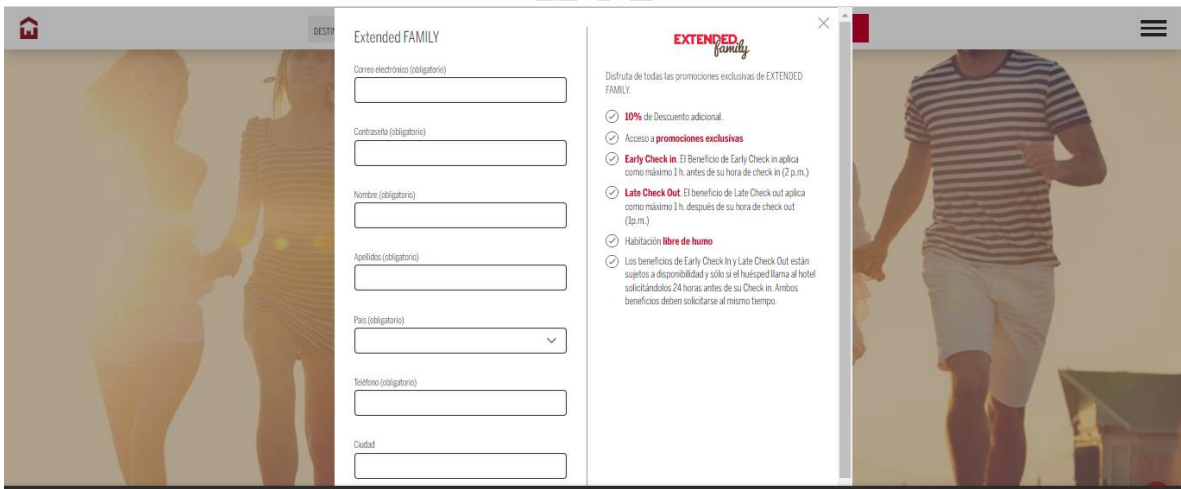 DESTIN
Extended FAMILY
Correo electrónico (obligatorio)
Contraseña (obligatorio)
Nombre (obligatorio)
Apellidos (obligatorio)
País (obligatorio)
Teléfono (obligatorio)
Ciudad
EXTENDED
family
Disfruta de todas las promociones exclusivas de EXTENDED
FAMILY.
10% de Descuento adicional.
Acceso a promociones exclusivas
Early Check in. El Beneficio de Early Check in aplica
como máximo 1 h. antes de su hora de check in (2 p.m.)
Late Check Out. El beneficio de Late Check out aplica
como máximo 1 h. después de su hora de check out
(1p.m.)
Habitación libre de humo
Los beneficios de Early Check In y Late Check Out están
sujetos a disponibilidad y sólo si el huésped llama al hotel
solicitándolos 24 horas antes de su Check in. Ambos
beneficios deben solicitarse al mismo tiempo.